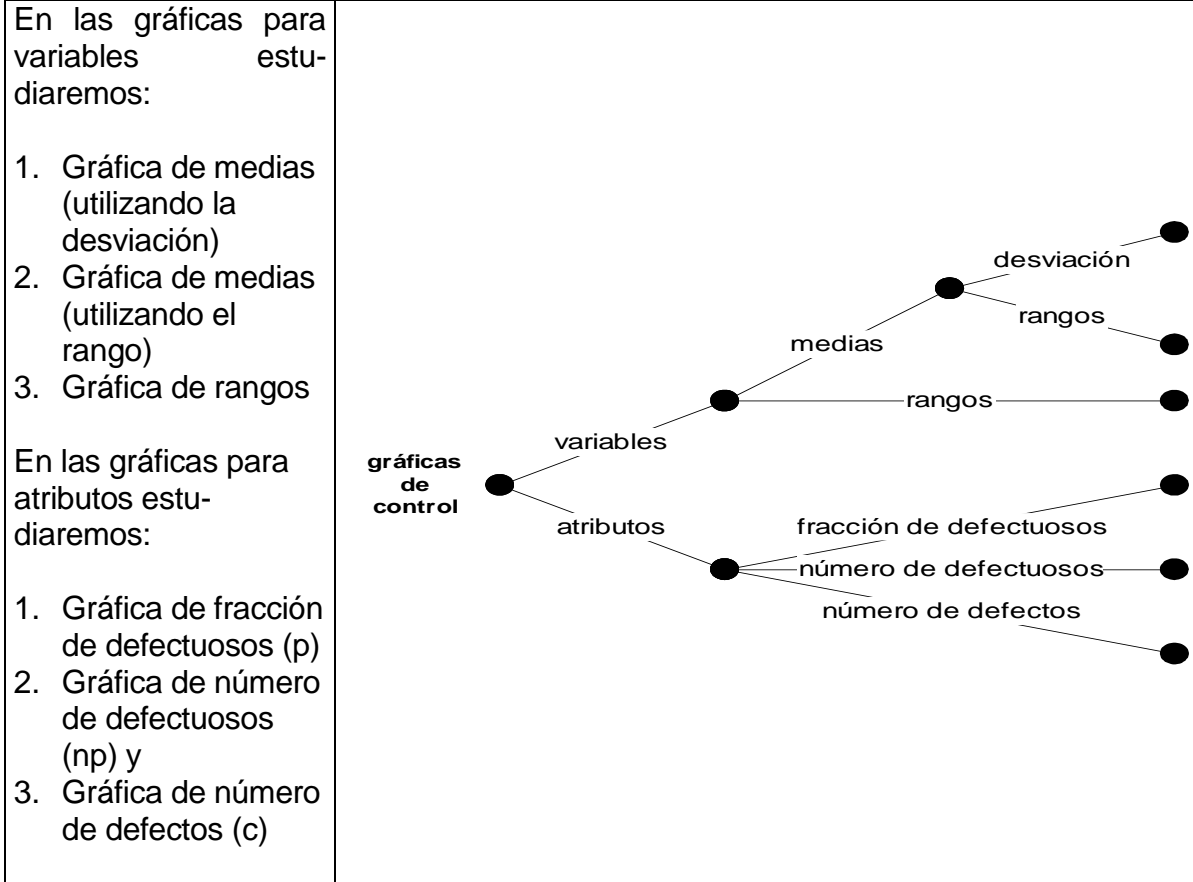 En las gráficas para
variables estu-
diaremos:
1. Gráfica de medias
(utilizando la
desviación)
2. Gráfica de medias
(utilizando el
rango)
3. Gráfica de rangos
En las gráficas para
atributos estu-
diaremos:
1. Gráfica de fracción
de defectuosos (p)
2. Gráfica de número
de defectuosos
(np) y
3. Gráfica de número
de defectos (c)
gráficas
de
control
variables
atributos
medias
rangos
desviación
rangos
fracción de defectuosos
número de defectuosos
número de defectos